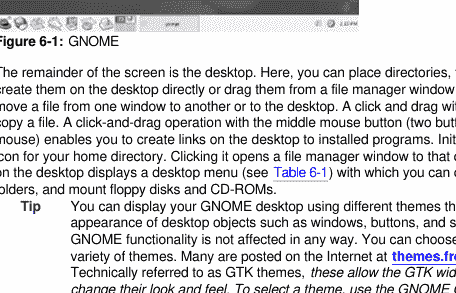 Figure 6-1: GNOME
The remainder of the screen is the desktop. Here, you can place directories,
create them on the desktop directly or drag them from a file manager window
move a file from one window to another or to the desktop. A click and drag
copy a file. A click-and-drag operation with the middle mouse button (two
mouse) enables you to create links on the desktop to installed programs.
icon for your home directory. Clicking it opens a file manager window to that
on the desktop displays a desktop menu (see Table 6-1) with which you can
folders, and mount floppy disks and CD-ROMs.
Tip You can display your GNOME desktop using different themes
appearance of desktop objects such as windows, buttons, and
GNOME functionality is not affected in any way. You can choose
variety of themes. Many are posted on the Internet at themes.
Technically referred to as GTK themes, these allow the GTK
change their look and feel. To select a theme, use the GNOME